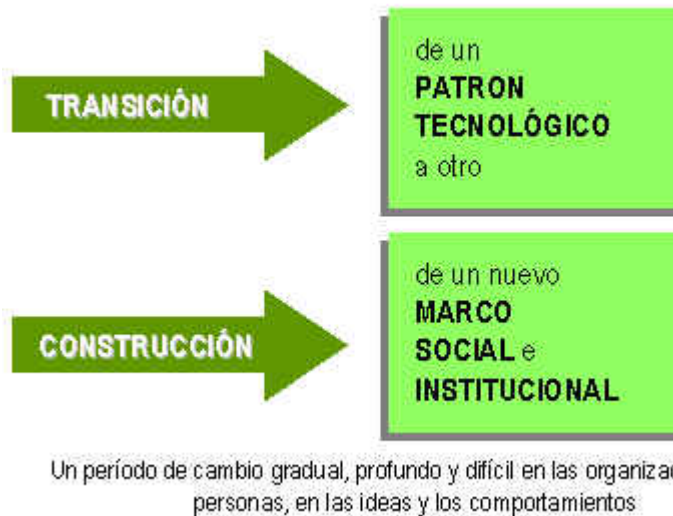 TRANSICIÓN
de un
PATRON
TECNOLÓGICO
a otro
CONSTRUCCIÓN
de un nuevo
MARCO
SOCIAL e
INSTITUCIONAL
Un período de cambio gradual, profundo y difícil en las
personas, en las ideas y los comportamientos